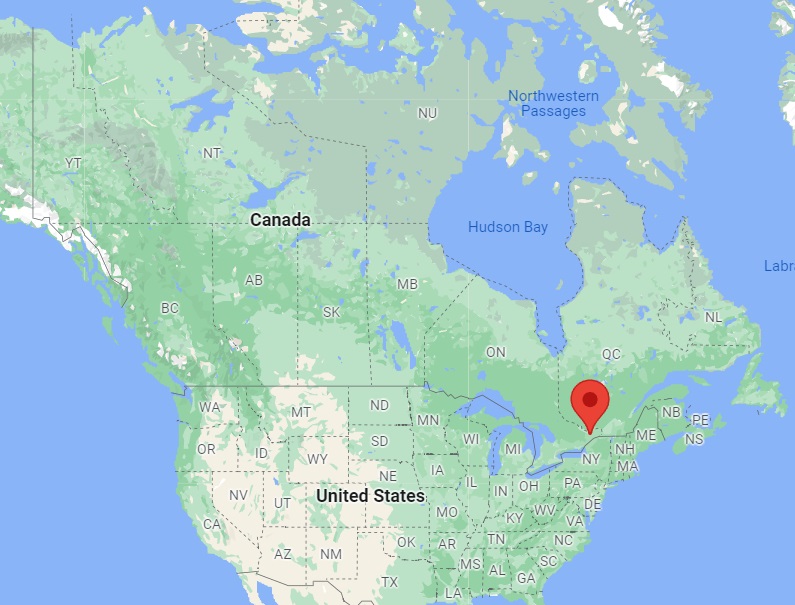 Northwestern
Passages
NU
NT
YT
Canada
Hudson Bay
Labr
AB
MB
BC
SK
NL
ON
QC
WA
MT
ND
MN
NB
PE
ME
NS
OR
ID
WY
SD
WI
MI
NY
NH
MA
IA
NE
IL
IN
OH
PA
NV
UT
United States
MO
KY
WV
DE
VA
CA
AZ
NM
OK
AR
TN
NC
SC
TX
MS
AL
GA
LA